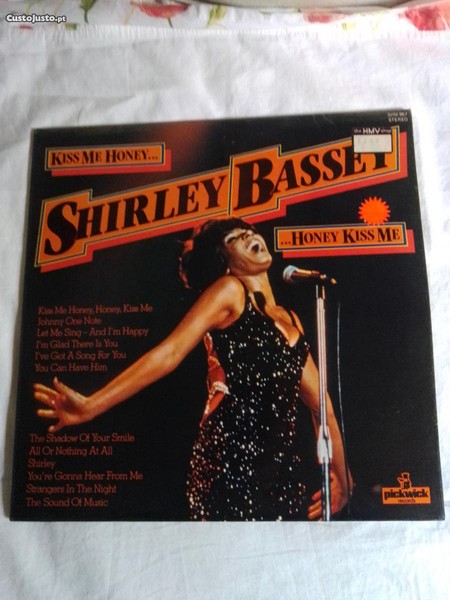 CustoJusto.pt
STEREO
the HMV shop
KISS ME HONEY...
SHIRLEY BASSEY
...HONEY KISS ME
Kiss Me Honey, Honey, Kiss Me
Johnny One Note
Let Me Sing - And I'm Happy
I'm Glad There Is You
I've Got A Song For You
You Can Have Him
The Shadow Of Your Smile
All Or Nothing At All
Shirley
You're Gonna Hear From Me
Strangers In The Night
The Sound Of Music
pickwick
records